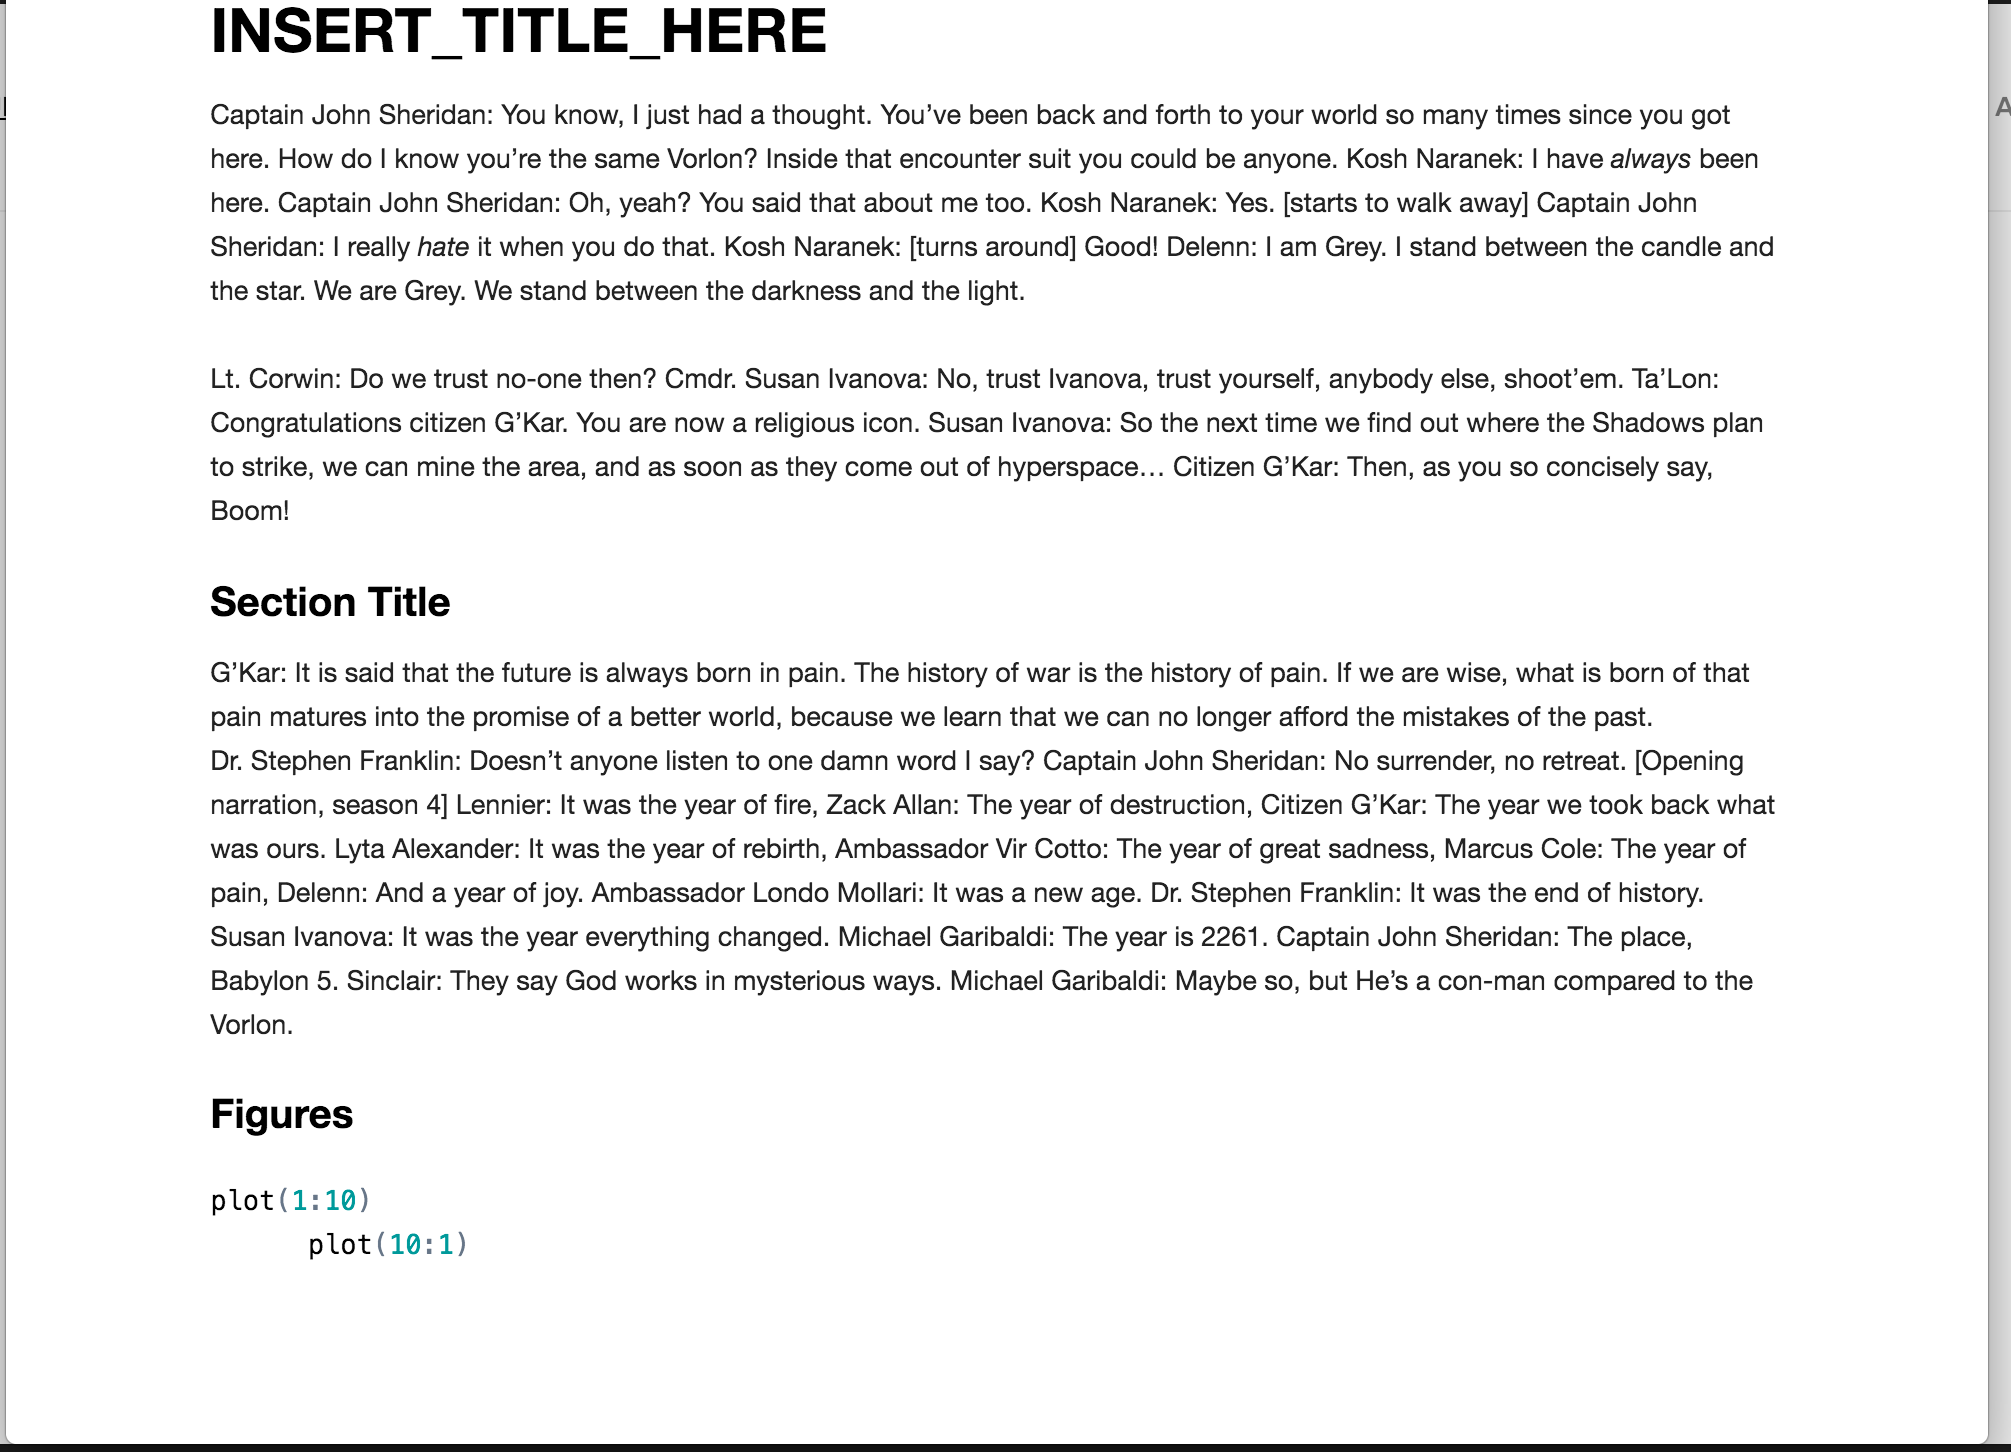 INSERT_TITLE_HERE
Captain John Sheridan: You know, I just had a thought. You’ve been back and forth to your world so many times since you got
here. How do I know you’re the same Vorlon? Inside that encounter suit you could be anyone. Kosh Naranek: I have always been
here. Captain John Sheridan: Oh, yeah? You said that about me too. Kosh Naranek: Yes. [starts to walk away] Captain John
Sheridan: I really hate it when you do that. Kosh Naranek: [turns around] Good! Delenn: I am Grey. I stand between the candle and
the star. We are Grey. We stand between the darkness and the light.
Lt. Corwin: Do we trust no-one then? Cmdr. Susan Ivanova: No, trust Ivanova, trust yourself, anybody else, shoot’em. Ta’Lon:
Congratulations citizen G’Kar. You are now a religious icon. Susan Ivanova: So the next time we find out where the Shadows plan
to strike, we can mine the area, and as soon as they come out of hyperspace… Citizen G’Kar: Then, as you so concisely say,
Boom!
Section Title
G’Kar: It is said that the future is always born in pain. The history of war is the history of pain. If we are wise, what is born of that
pain matures into the promise of a better world, because we learn that we can no longer afford the mistakes of the past.
Dr. Stephen Franklin: Doesn’t anyone listen to one damn word I say? Captain John Sheridan: No surrender, no retreat. [Opening
narration, season 4] Lennier: It was the year of fire, Zack Allan: The year of destruction, Citizen G’Kar: The year we took back what
was ours. Lyta Alexander: It was the year of rebirth, Ambassador Vir Cotto: The year of great sadness, Marcus Cole: The year of
pain, Delenn: And a year of joy. Ambassador Londo Mollari: It was a new age. Dr. Stephen Franklin: It was the end of history.
Susan Ivanova: It was the year everything changed. Michael Garibaldi: The year is 2261. Captain John Sheridan: The place,
Babylon 5. Sinclair: They say God works in mysterious ways. Michael Garibaldi: Maybe so, but He’s a con-man compared to the
Vorlon.
Figures
plot(1:10)
plot(10:1)